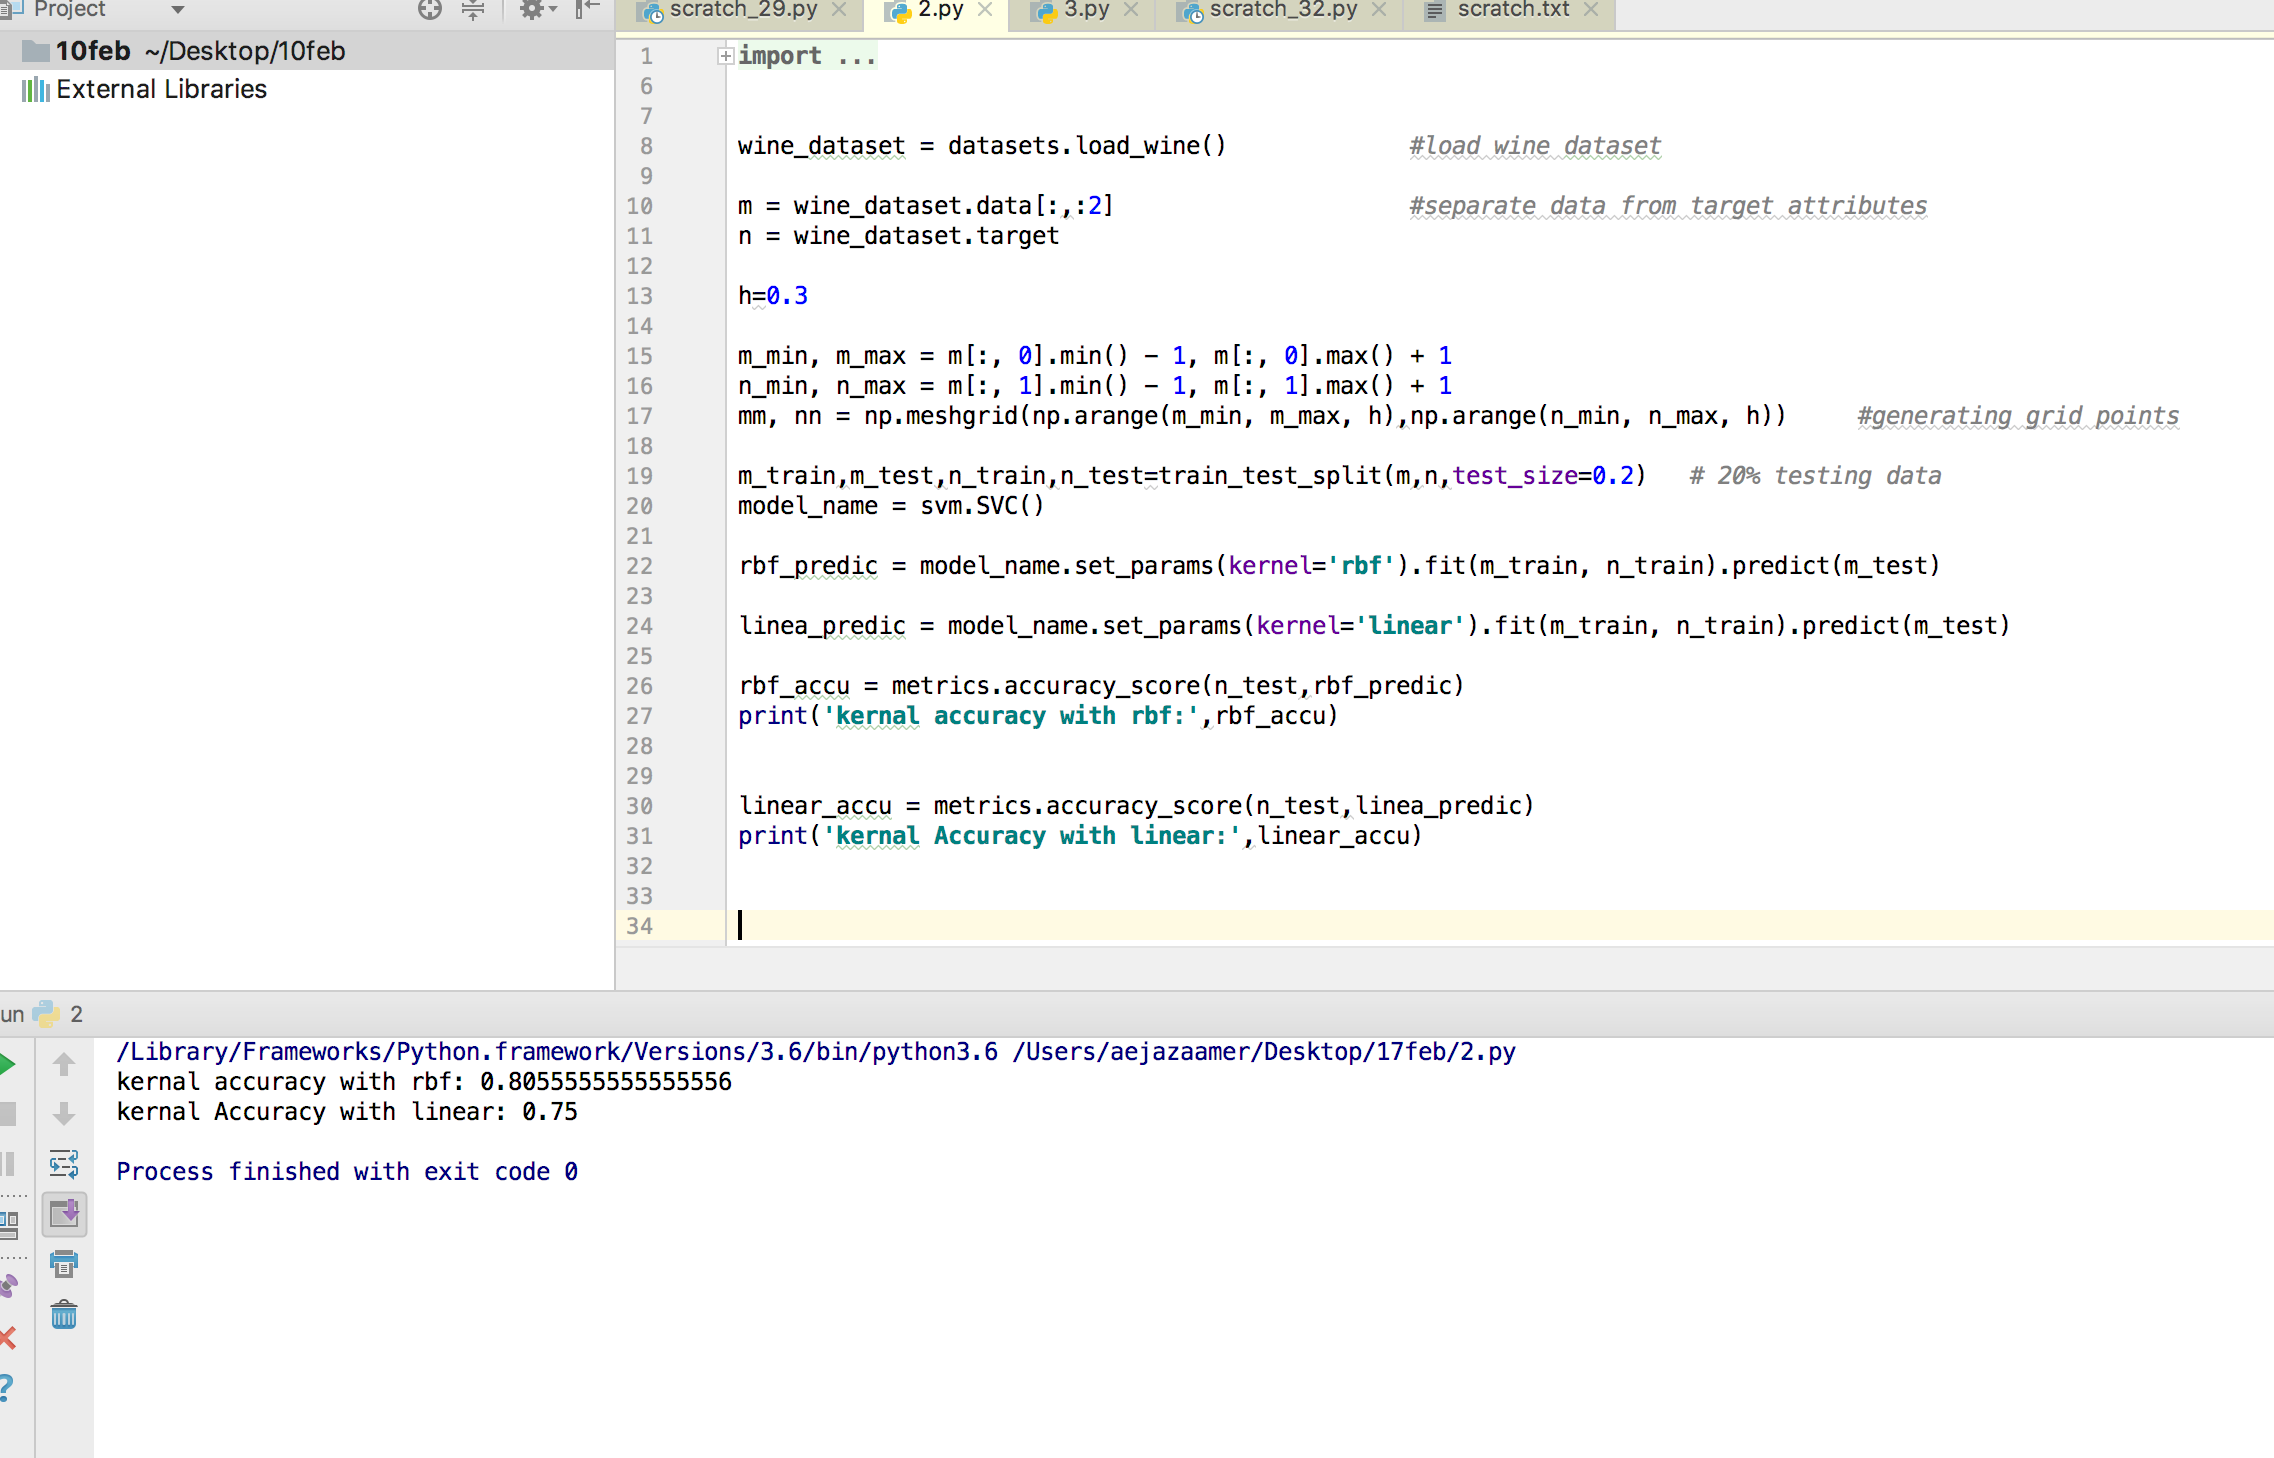 Project
scratch_29.py 2.py 3.py scratch_32.py scratch.txt
10feb ~/Desktop/10feb
External Libraries
1 import ...
6
7
8 wine_dataset = datasets.load_wine() #load wine dataset
9
10 m = wine_dataset.data[:,:2] #separate data from target attributes
11 n = wine_dataset.target
12
13 h=0.3
14
15 m_min, m_max = m[:, 0].min() - 1, m[:, 0].max() + 1
16 n_min, n_max = m[:, 1].min() - 1, m[:, 1].max() + 1
17 mm, nn = np.meshgrid(np.arange(m_min, m_max, h),np.arange(n_min, n_max, h)) #generating grid points
18
19 m_train,m_test,n_train,n_test=train_test_split(m,n,test_size=0.2) # 20% testing data
20 model_name = svm.SVC()
21
22 rbf_predic = model_name.set_params(kernel='rbf').fit(m_train, n_train).predict(m_test)
23
24 linea_predic = model_name.set_params(kernel='linear').fit(m_train, n_train).predict(m_test)
25
26 rbf_accu = metrics.accuracy_score(n_test,rbf_predic)
27 print('kernal accuracy with rbf:',rbf_accu)
28
29
30 linear_accu = metrics.accuracy_score(n_test,linea_predic)
31 print('kernal Accuracy with linear:',linear_accu)
32
33
34
un 2
/Library/Frameworks/Python.framework/Versions/3.6/bin/python3.6 /Users/aejazaamer/Desktop/17feb/2.py
kernal accuracy with rbf: 0.8055555555555556
kernal Accuracy with linear: 0.75
Process finished with exit code 0